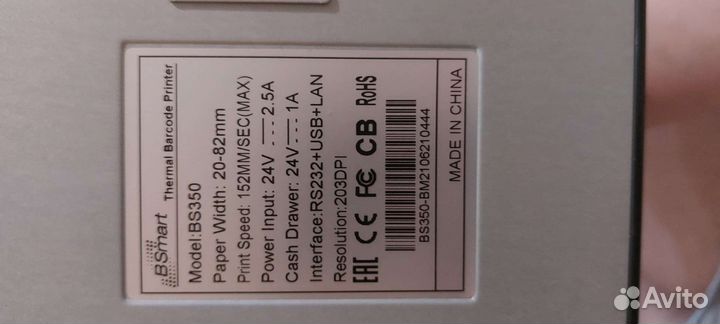 BSmart Thermal Barcode Printer
Model:BS350
Paper Width: 20-82mm
Print Speed: 152MM/SEC(MAX)
Power Input: 24V⎓2.5A
Cash Drawer: 24V⎓1A
Interface:RS232+USB+LAN
Resolution:203DPI
EAC CE FC CB RoHS
BS350-BM2106210444
MADE IN CHINA
Avito